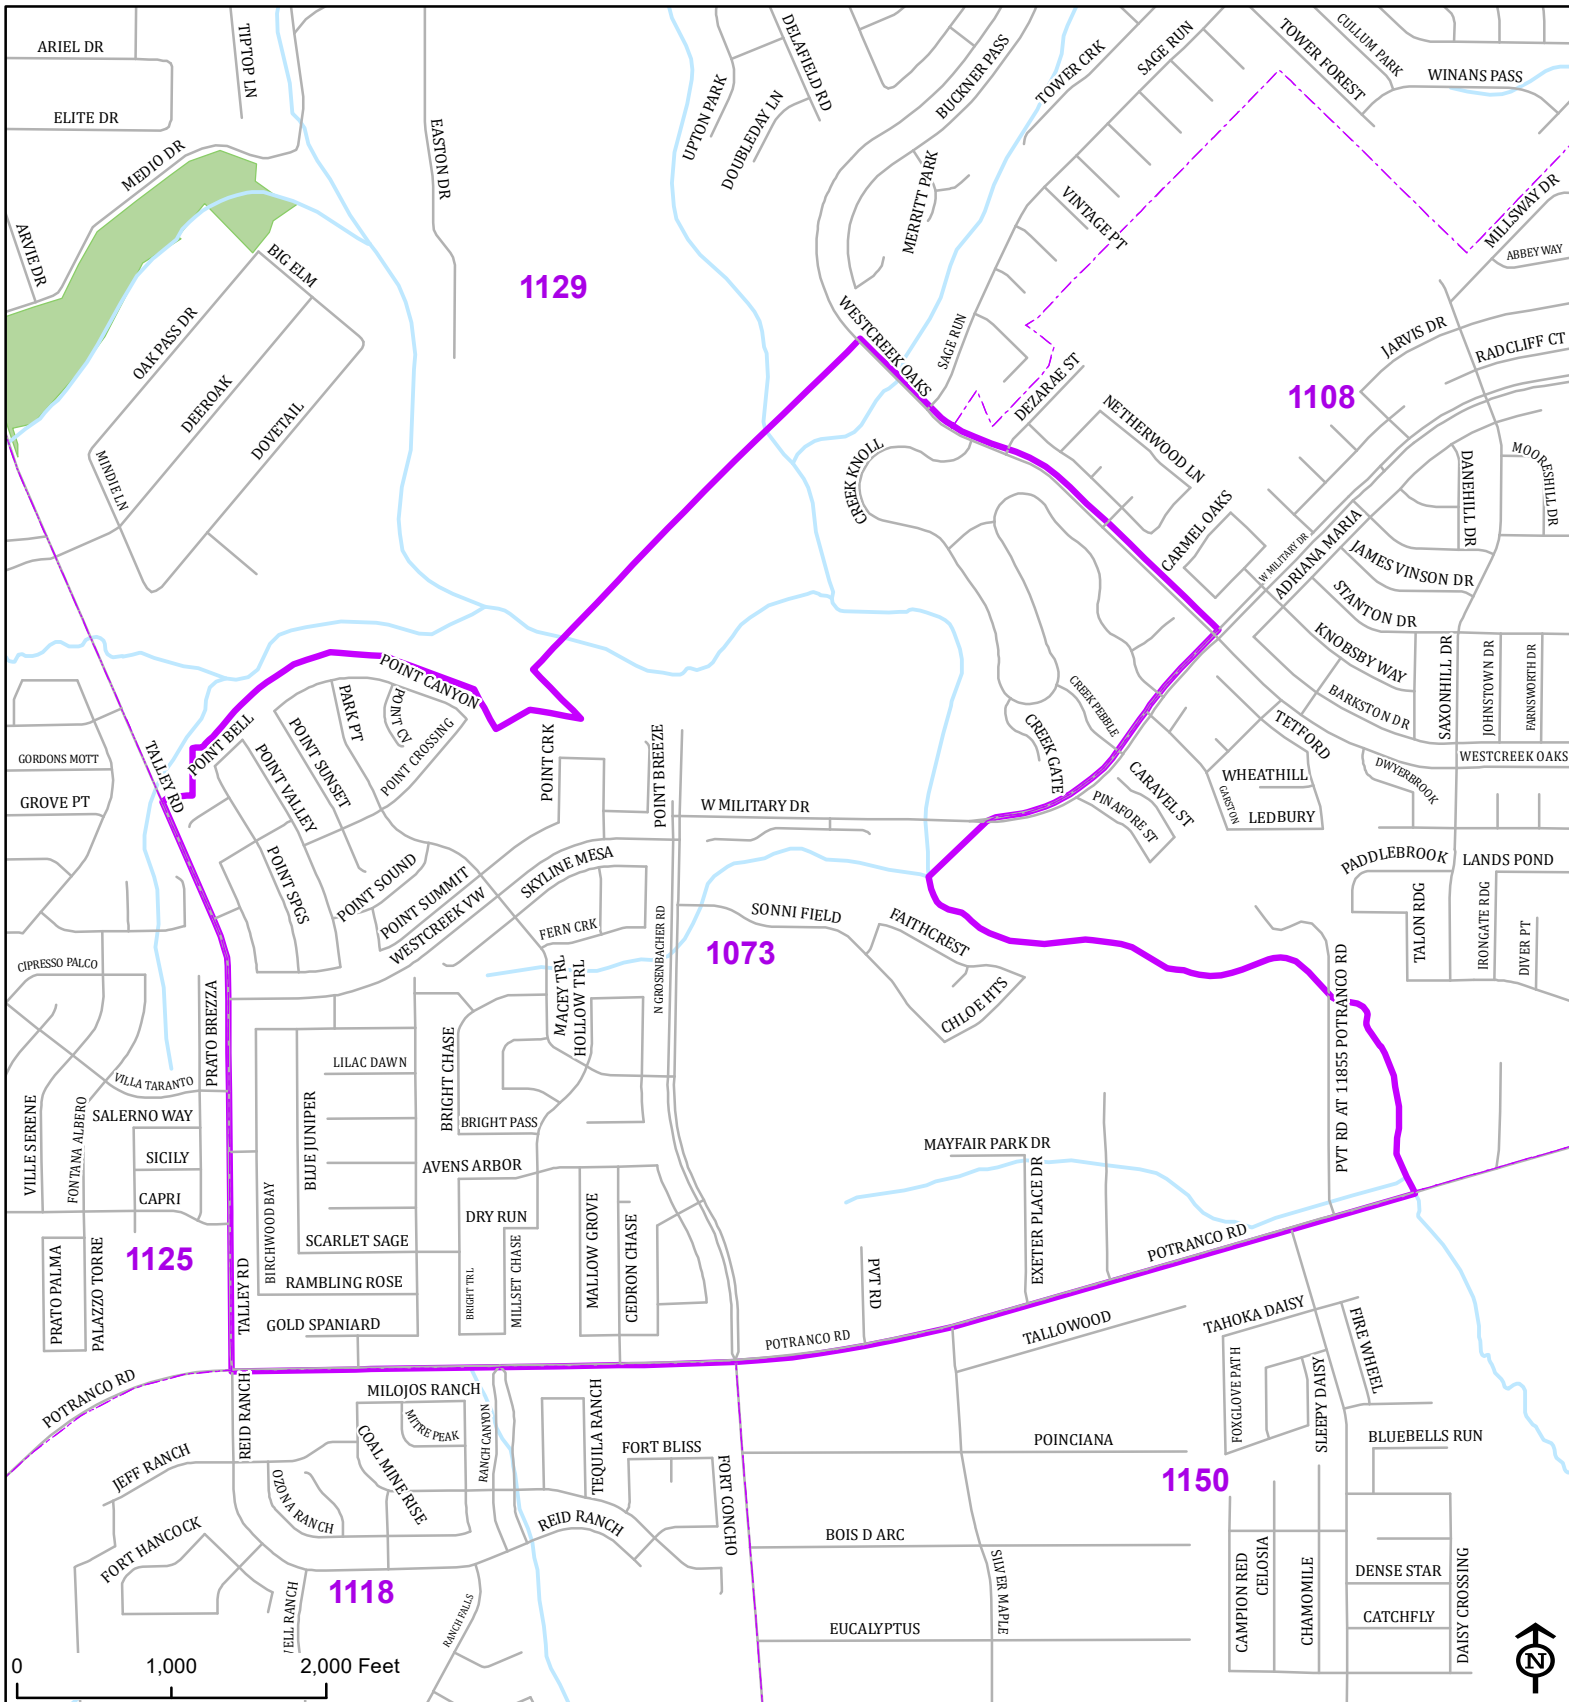 ARIEL DR
TIPTOP LN
ELITE DR
MEDIO DR
ARVIE DR
EASTON DR
BIG ELM
OAK PASS DR
DEEROAK
DOVETAIL
MINDIE LN
1129
UPTON PARK
DOUBLEDAY LN
DELAFIELD RD
BUCKNER PASS
MERRITT PARK
TOWER CRK
SAGE RUN
VINTAGE PT
TOWER FOREST
CULLUM PARK
WINANS PASS
MILLSWAY DR
ABBEY WAY
JARVIS DR
RADCLIFF CT
1108
WESTCREEK OAKS
SAGE RUN
DEZARAE ST
NETHERWOOD LN
CREEK KNOLL
CARMEL OAKS
W MILITARY DR
ADRIANA MARIA
DANEHILL DR
MOORESHILL DR
JAMES VINSON DR
STANTON DR
KNOBSBY WAY
BARKSTON DR
SAXONHILL DR
JOHNSTOWN DR
FARNSWORTH DR
TETFORD
WESTCREEK OAKS
DWYERBROOK
WHEATHILL
GARSTON
LEDBURY
CREEK PEBBLE
CREEK GATE
CARAVEL ST
PINAFORE ST
PADDLEBROOK
LANDS POND
TALON RDG
IRONGATE RDG
DIVER PT
POINT CANYON
POINT BELL
PARK PT
POINT CV
POINT CROSSING
POINT SUNSET
POINT VALLEY
POINT SPGS
POINT SOUND
POINT SUMMIT
WESTCREEK VW
SKYLINE MESA
POINT CRK
POINT BREEZE
W MILITARY DR
GORDONS MOTT
GROVE PT
TALLEY RD
CIPRESSO PALCO
PRATO BREZZA
VILLA TARANTO
SALERNO WAY
SICILY
CAPRI
VILLE SERENE
FONTANA ALBERO
PRATO PALMA
PALAZZO TORRE
1125
FERN CRK
MACEY TRL
HOLLOW TRL
N GROSENBACHER RD
SONNI FIELD
1073
FAITHCREST
CHLOE HTS
PVT RD AT 11855 POTRANCO RD
LILAC DAWN
BRIGHT CHASE
BRIGHT PASS
BLUE JUNIPER
BIRCHWOOD BAY
AVENS ARBOR
DRY RUN
SCARLET SAGE
RAMBLING ROSE
GOLD SPANIARD
BRIGHT TRL
MILLSET CHASE
MALLOW GROVE
CEDRON CHASE
TALLEY RD
MAYFAIR PARK DR
EXETER PLACE DR
PVT RD
POTRANCO RD
POTRANCO RD
POTRANCO RD
TALLOWOOD
TAHOKA DAISY
FIRE WHEEL
FOXGLOVE PATH
SLEEPY DAISY
BLUEBELLS RUN
POINCIANA
1150
BOIS D ARC
EUCALYPTUS
SILVER MAPLE
CAMPION RED
CELOSIA
CHAMOMILE
DENSE STAR
CATCHFLY
DAISY CROSSING
MILOJOS RANCH
MITRE PEAK
COAL MINE RISE
RANCH CANYON
TEQUILA RANCH
FORT BLISS
FORT CONCHO
REID RANCH
REID RANCH
JEFF RANCH
OZONA RANCH
FORT HANCOCK
1118
RANCH FALLS
0 1,000 2,000 Feet
N